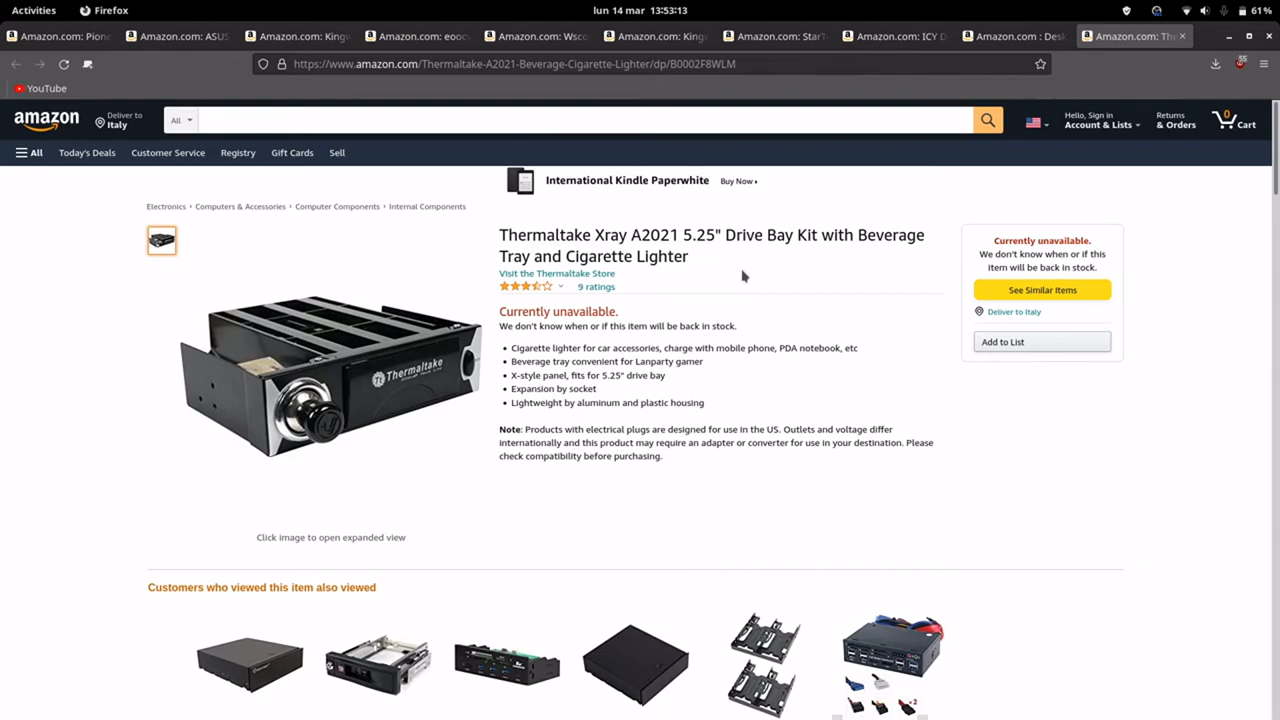 Activities
Firefox
lun 14 mar 13:53:13
61%
Amazon.com: Pion
Amazon.com: ASUS
Amazon.com: Kingw
Amazon.com: eooc
Amazon.com: Wsco
Amazon.com: Kingw
Amazon.com: StarT
Amazon.com: ICY D
Amazon.com : Desk
Amazon.com: The
https://www.amazon.com/Thermaltake-A2021-Beverage-Cigarette-Lighter/dp/B0002F8WLM
YouTube
amazon
Deliver to
Italy
All
Hello, Sign in
Account & Lists
Returns
& Orders
0
Cart
All
Today's Deals
Customer Service
Registry
Gift Cards
Sell
International Kindle Paperwhite
Buy Now
Electronics › Computers & Accessories › Computer Components › Internal Components
Thermaltake Xray A2021 5.25" Drive Bay Kit with Beverage
Tray and Cigarette Lighter
Visit the Thermaltake Store
9 ratings
Currently unavailable.
We don't know when or if this item will be back in stock.
• Cigarette lighter for car accessories, charge with mobile phone, PDA notebook, etc
• Beverage tray convenient for Lanparty gamer
• X-style panel, fits for 5.25" drive bay
• Expansion by socket
• Lightweight by aluminum and plastic housing
Note: Products with electrical plugs are designed for use in the US. Outlets and voltage differ
internationally and this product may require an adapter or converter for use in your destination. Please
check compatibility before purchasing.
Currently unavailable.
We don't know when or if this
item will be back in stock.
See Similar Items
Deliver to Italy
Add to List
Thermaltake
Click image to open expanded view
Customers who viewed this item also viewed